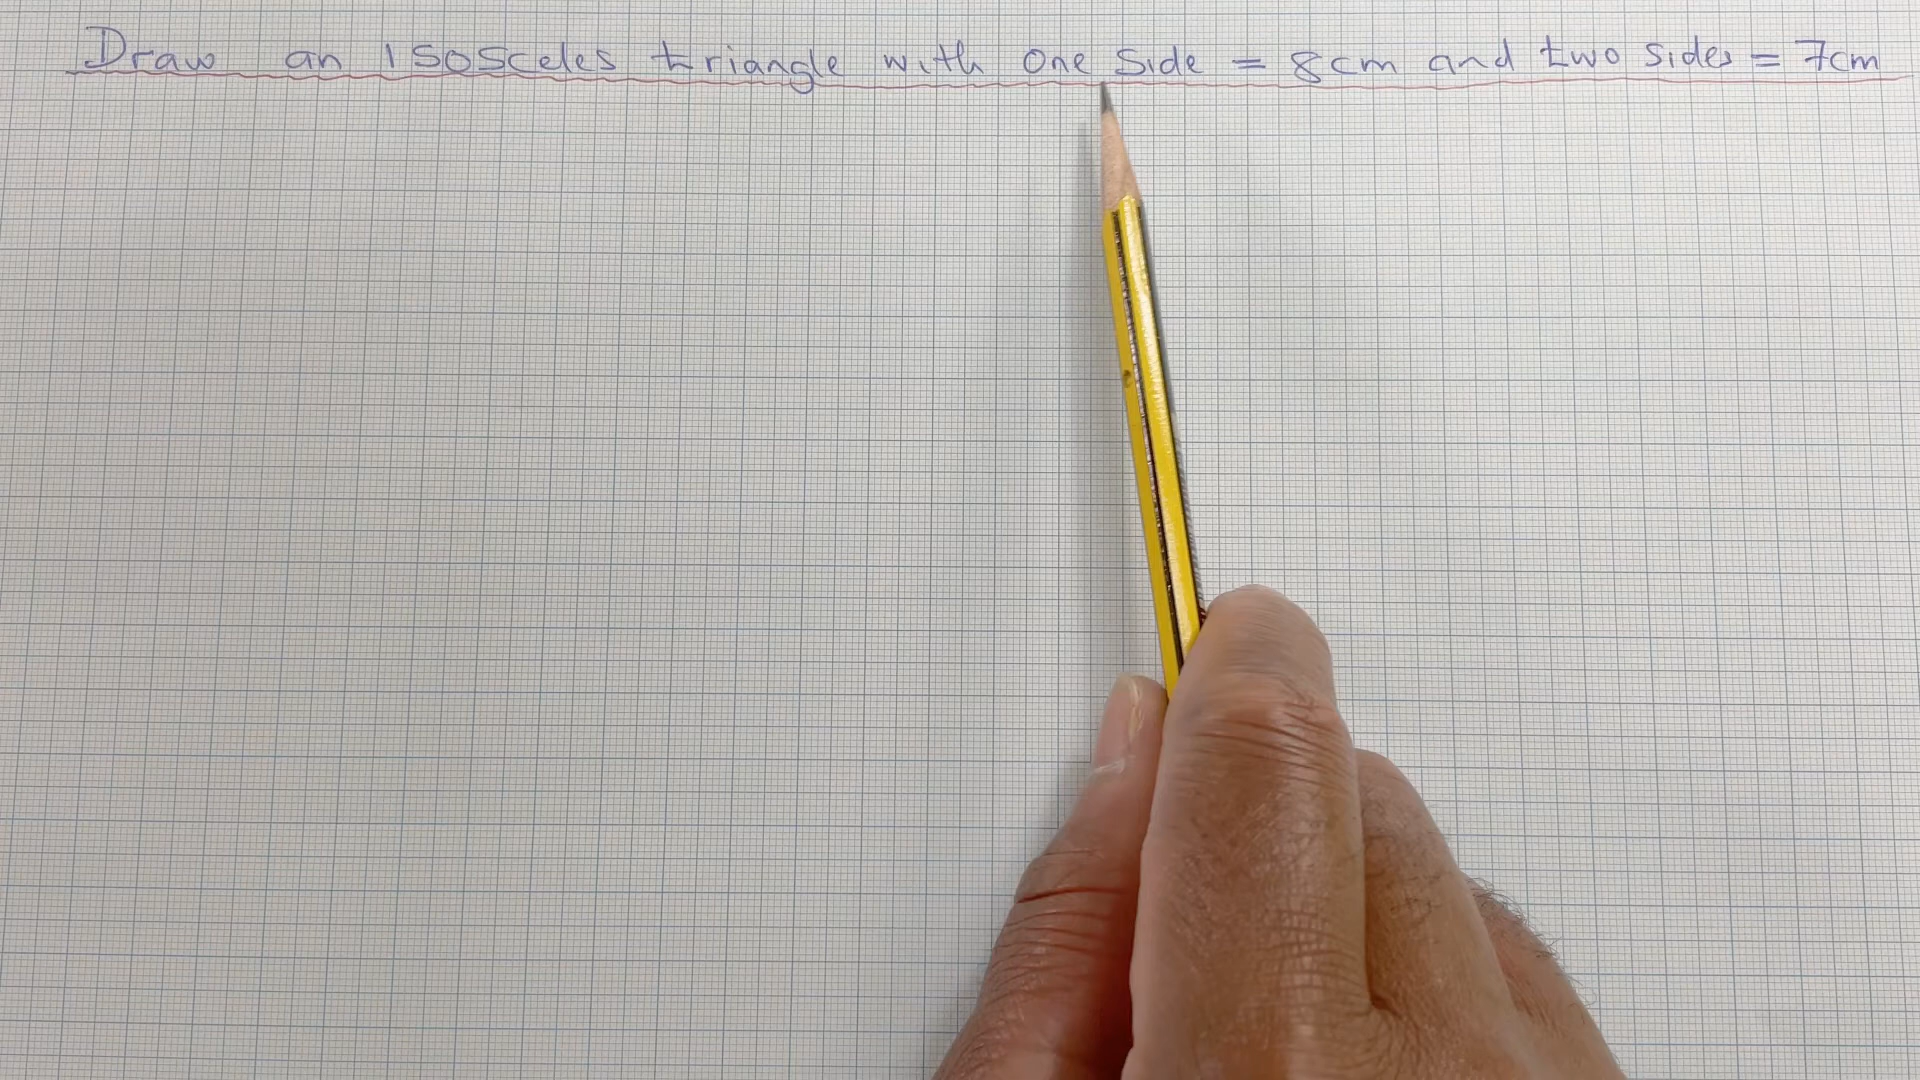 Draw an isosceles triangle with one side = 8cm and two sides = 7cm